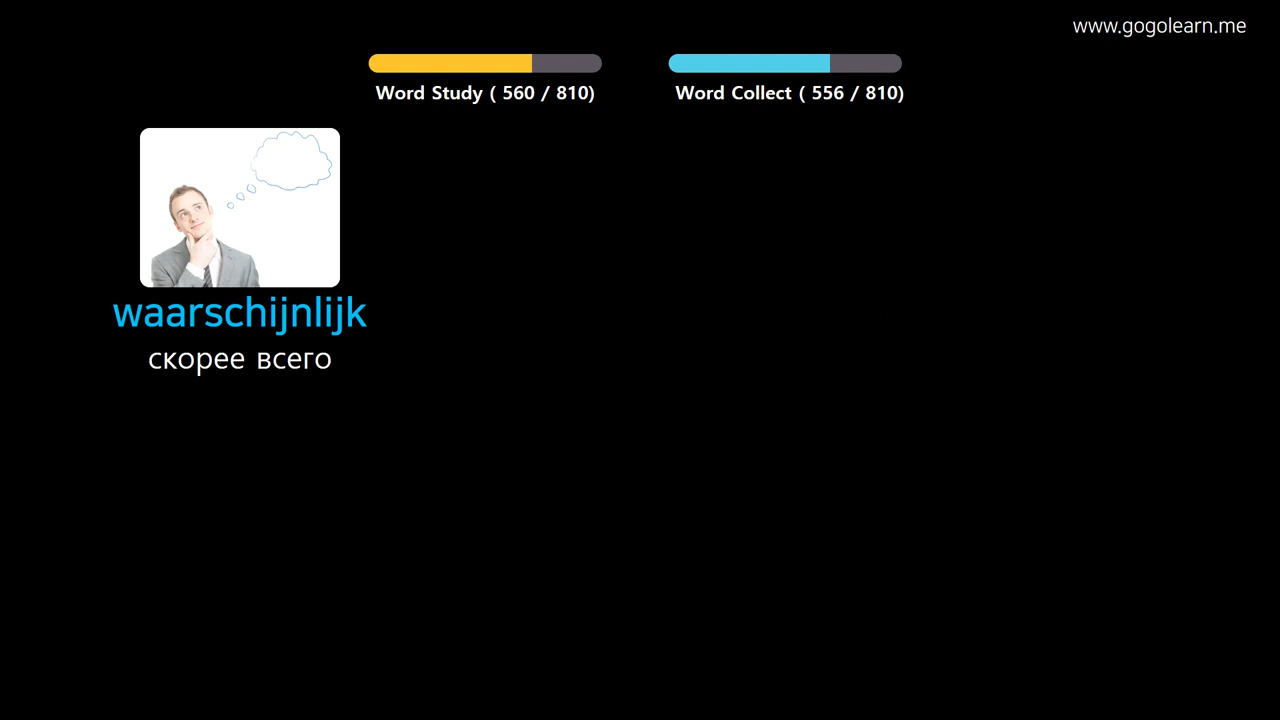 www.gogolearn.me
Word Study ( 560 / 810)
Word Collect ( 556 / 810)
waarschijnlijk
скорее всего